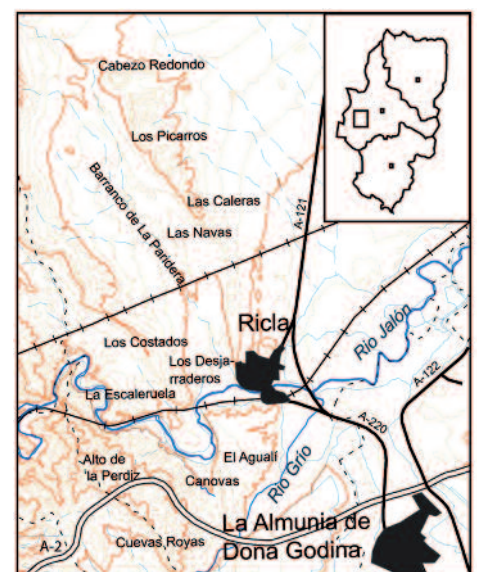 Cabezo Redondo
Los Picarros
Barranco de La Paridera
Las Caleras
A-121
Las Navas
Ricla
Río Jalón
Los Costados
Los Desja-
rraderos
A-122
La Escaleruela
A-220
El Agualí
Alto de
la Perdiz
Canovas
Río Grío
La Almunia de
Dona Godina
A-2
Cuevas Royas